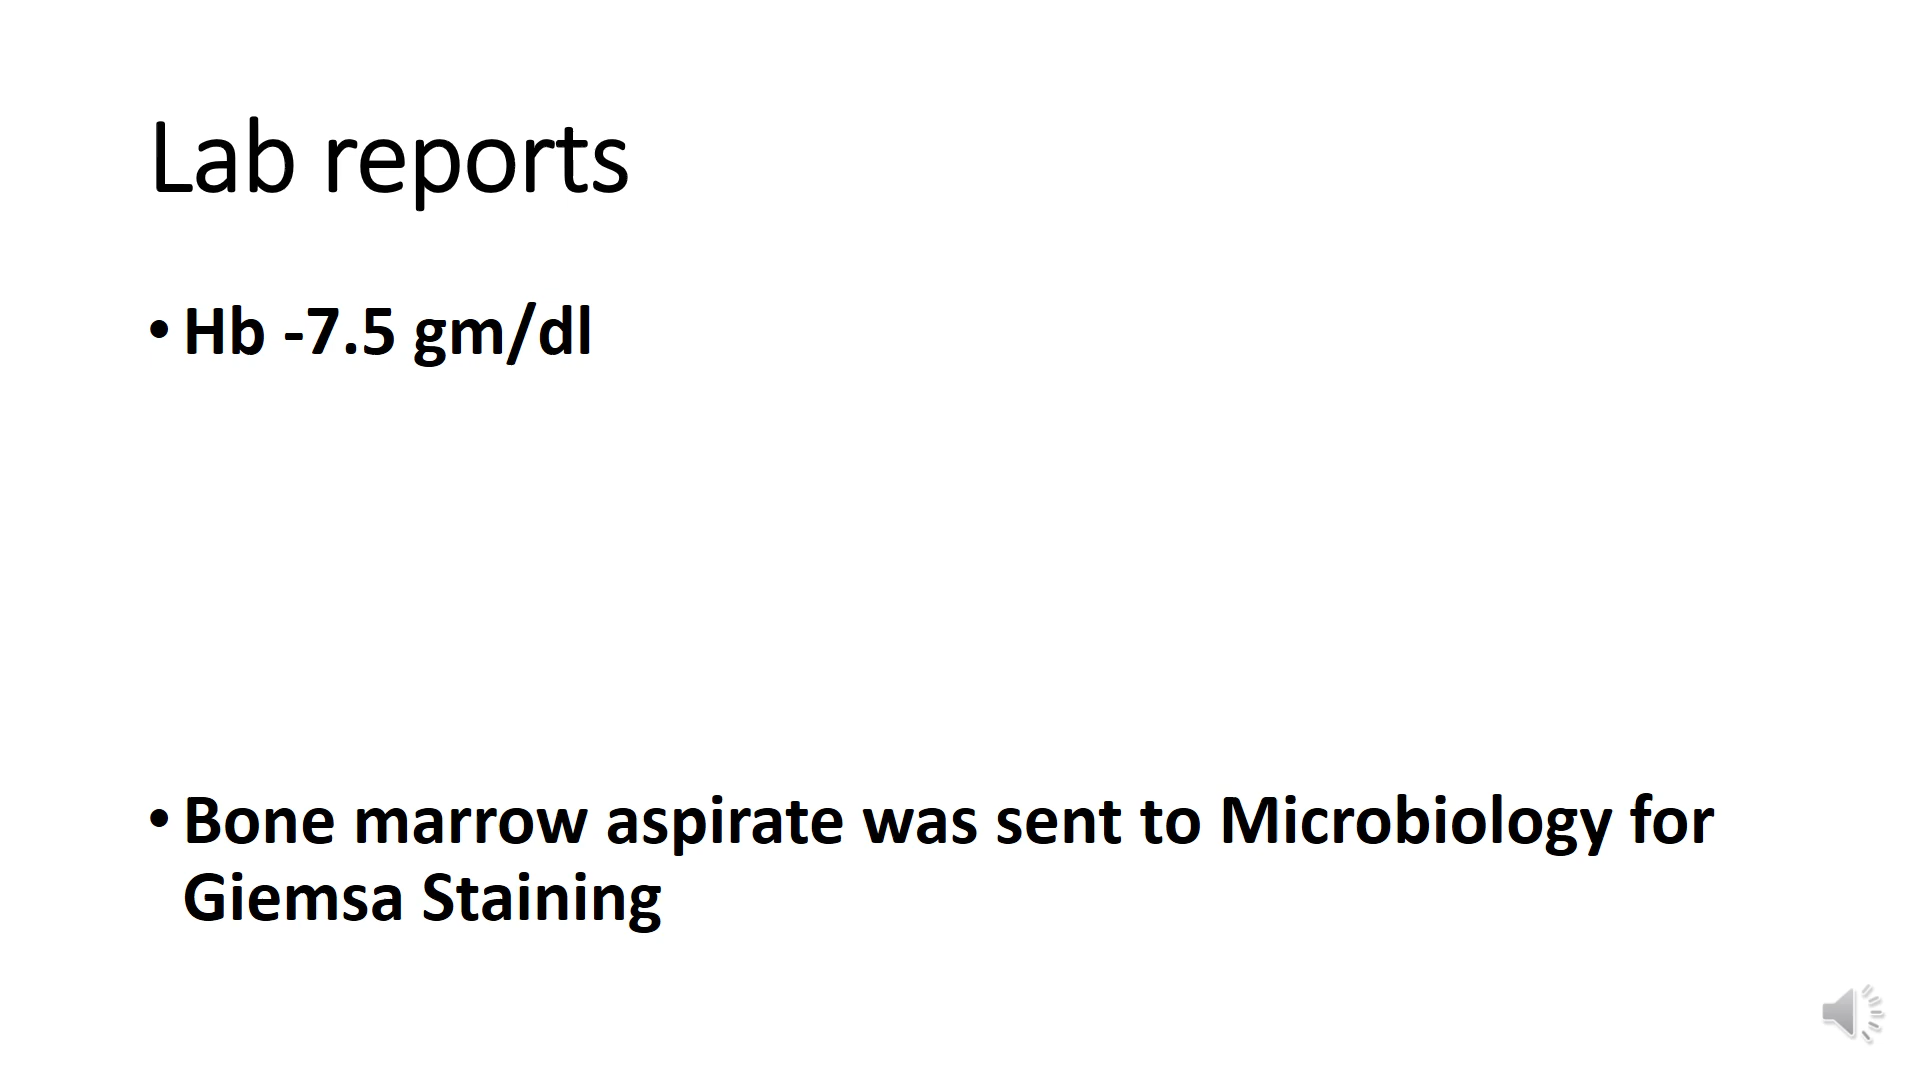 Lab reports
• Hb -7.5 gm/dl
• Bone marrow aspirate was sent to Microbiology for
Giemsa Staining